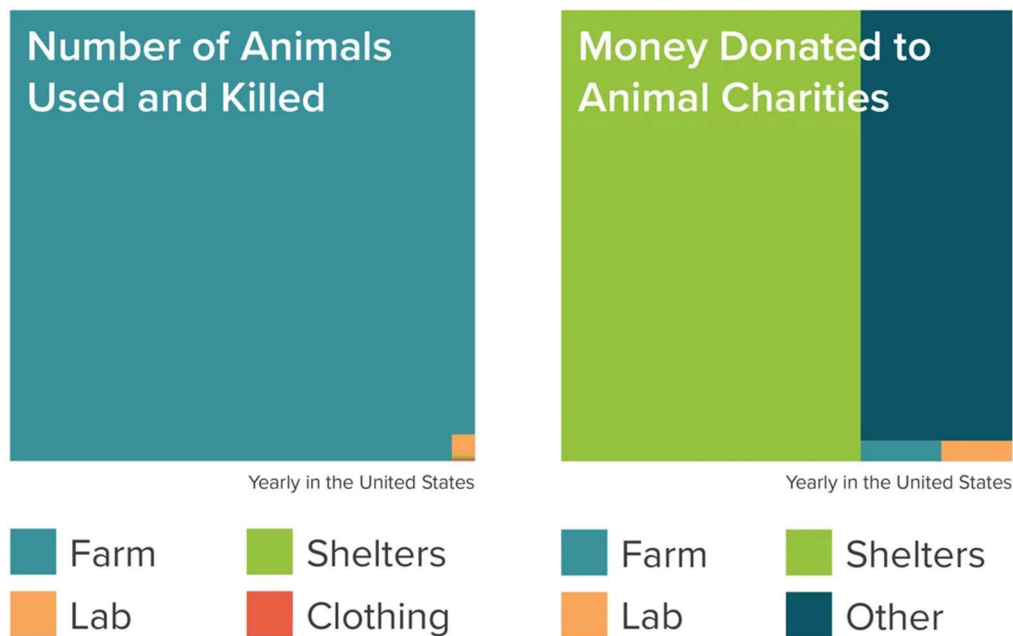 Number of Animals
Used and Killed
Yearly in the United States
Farm
Shelters
Lab
Clothing
Money Donated to
Animal Charities
Yearly in the United States
Farm
Shelters
Lab
Other